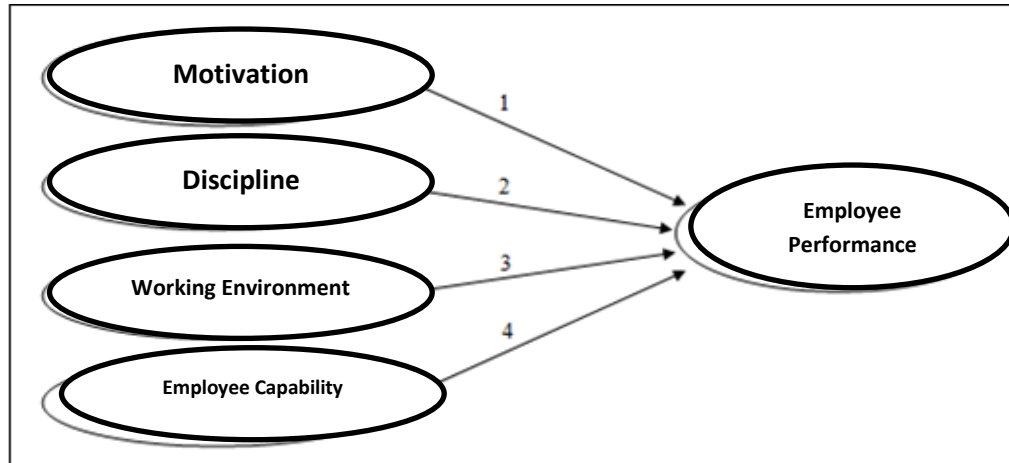 Motivation
1
Discipline
2
Employee
Performance
Working Environment
3
4
Employee Capability